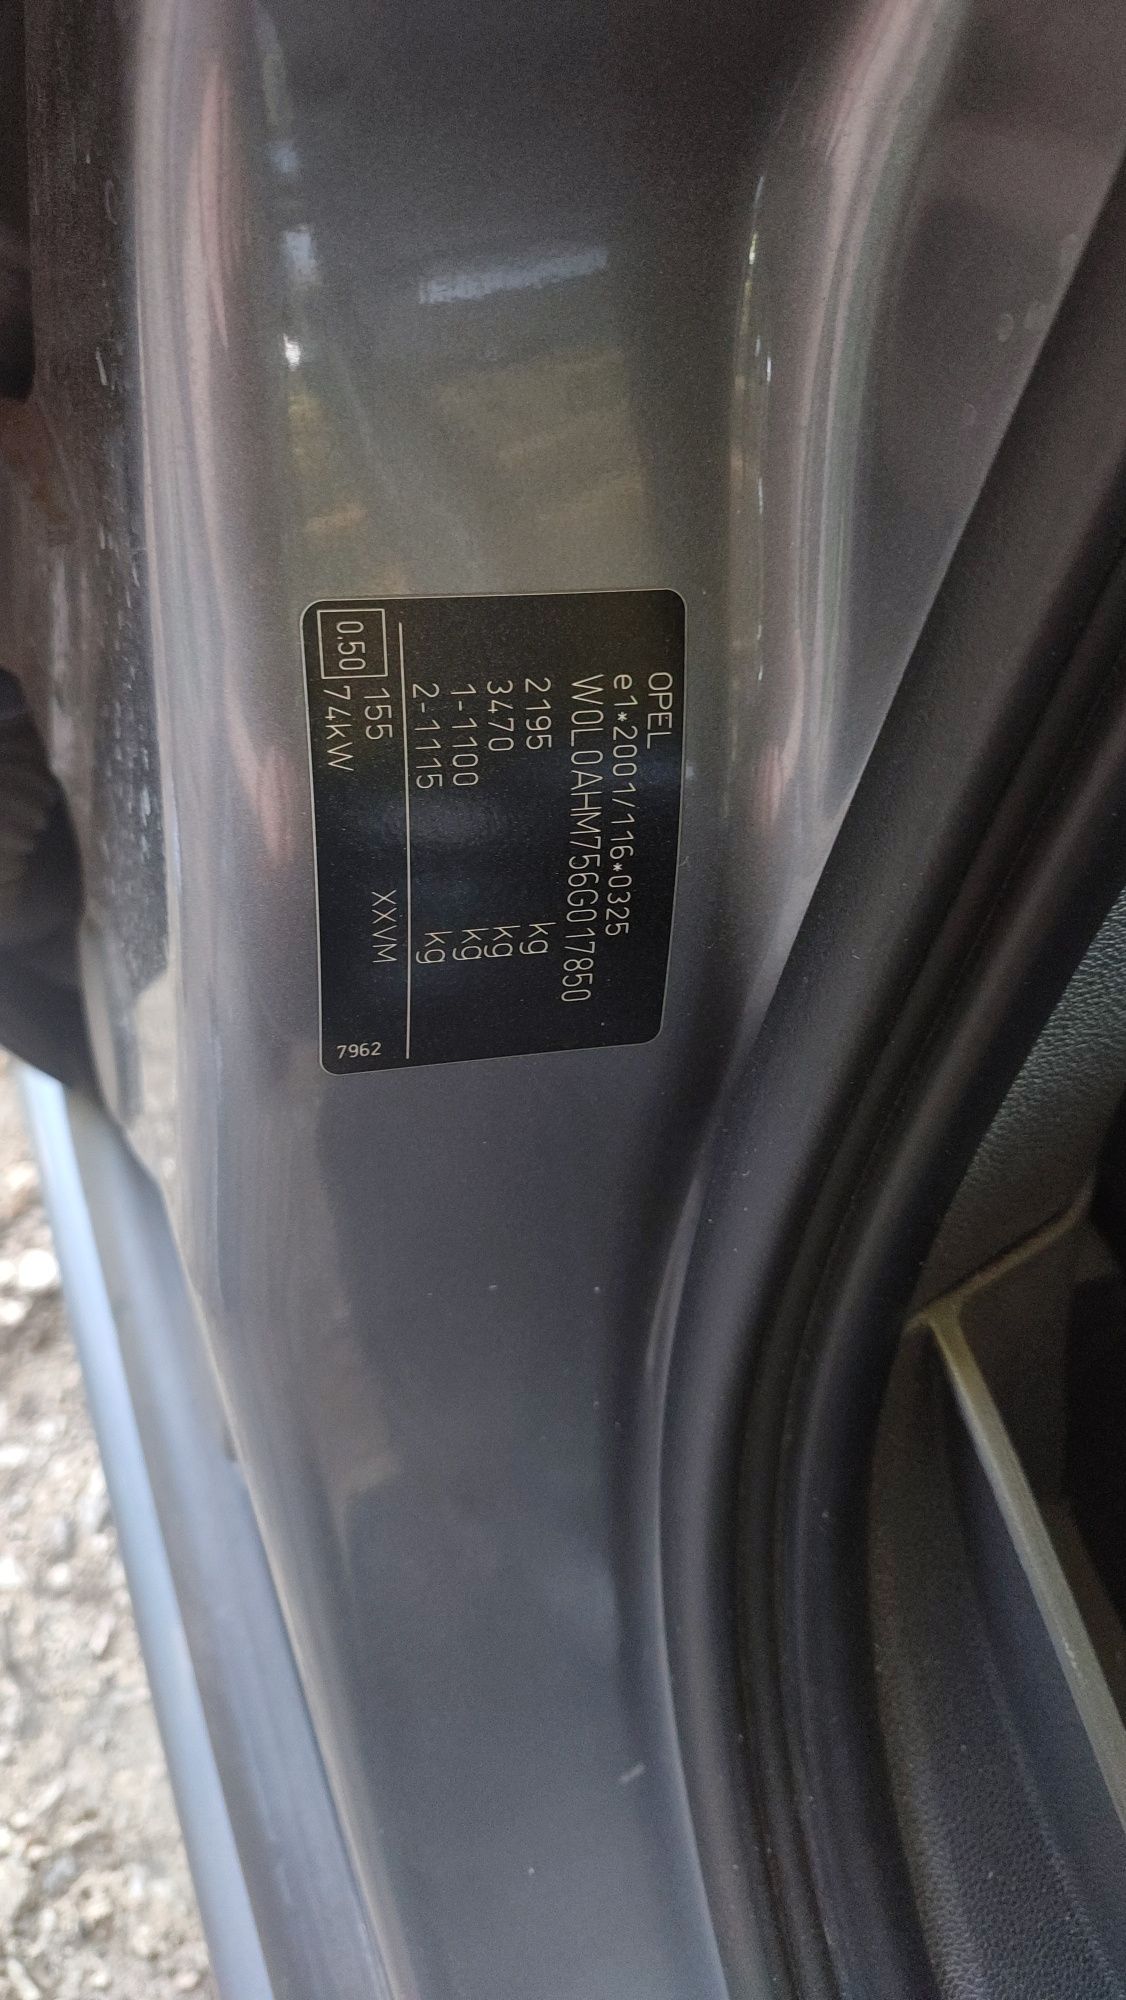 OPEL
e1*2001/116*0325
W0L0AHM756G017850
2195 kg
3470 kg
1-1100 kg
2-1115 kg
155 XXVM
0.50 74kW
7962